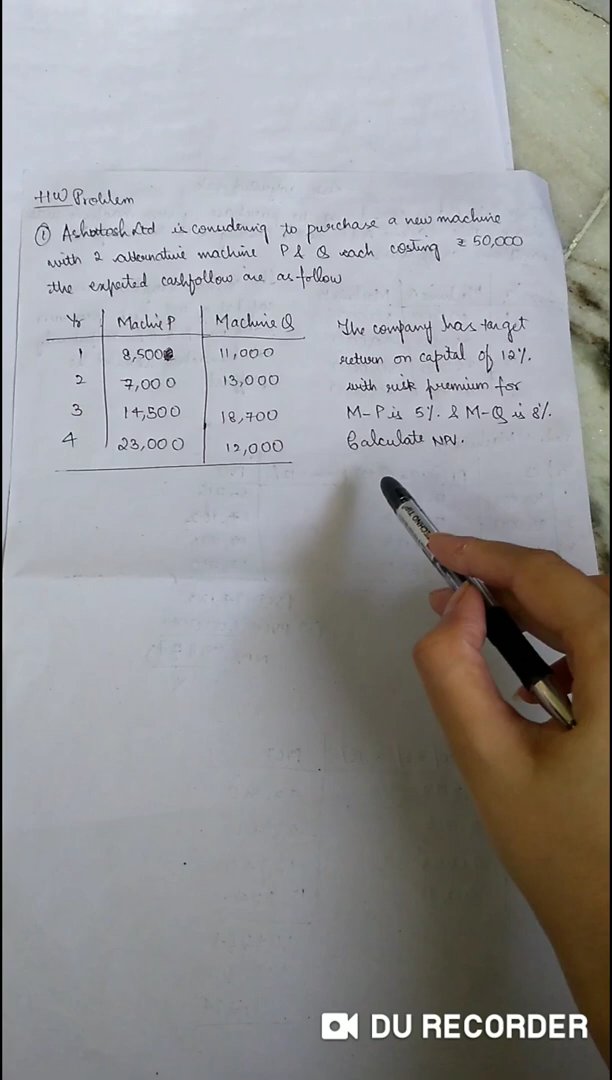 HW Problem
① Ashootosh Ltd is considering to purchase a new machine
with 2 alternative machine P & Q each costing ₹ 50,000
the expected cashfollow are as follow
Yr Machie P Machine Q
1 8,500 11,000
2 7,000 13,000
3 14,500 18,700
4 23,000 12,000
The company has target
return on capital of 12%.
with risk premium for
M-P is 5% & M-Q is 8%.
Calculate NPV.
DU RECORDER